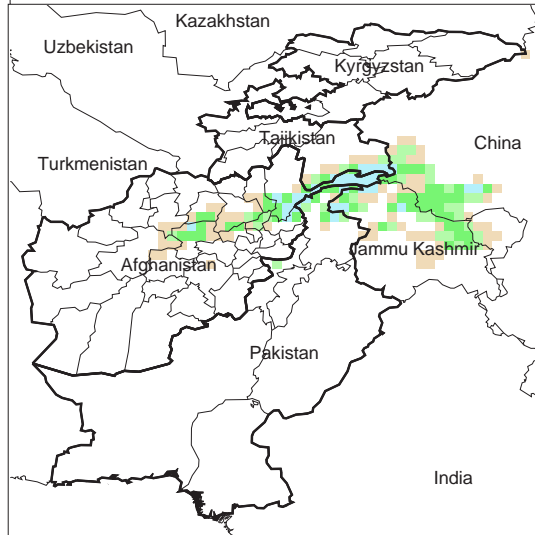 Kazakhstan
Uzbekistan
Kyrgyzstan
Tajikistan
China
Turkmenistan
Jammu Kashmir
Afghanistan
Pakistan
India